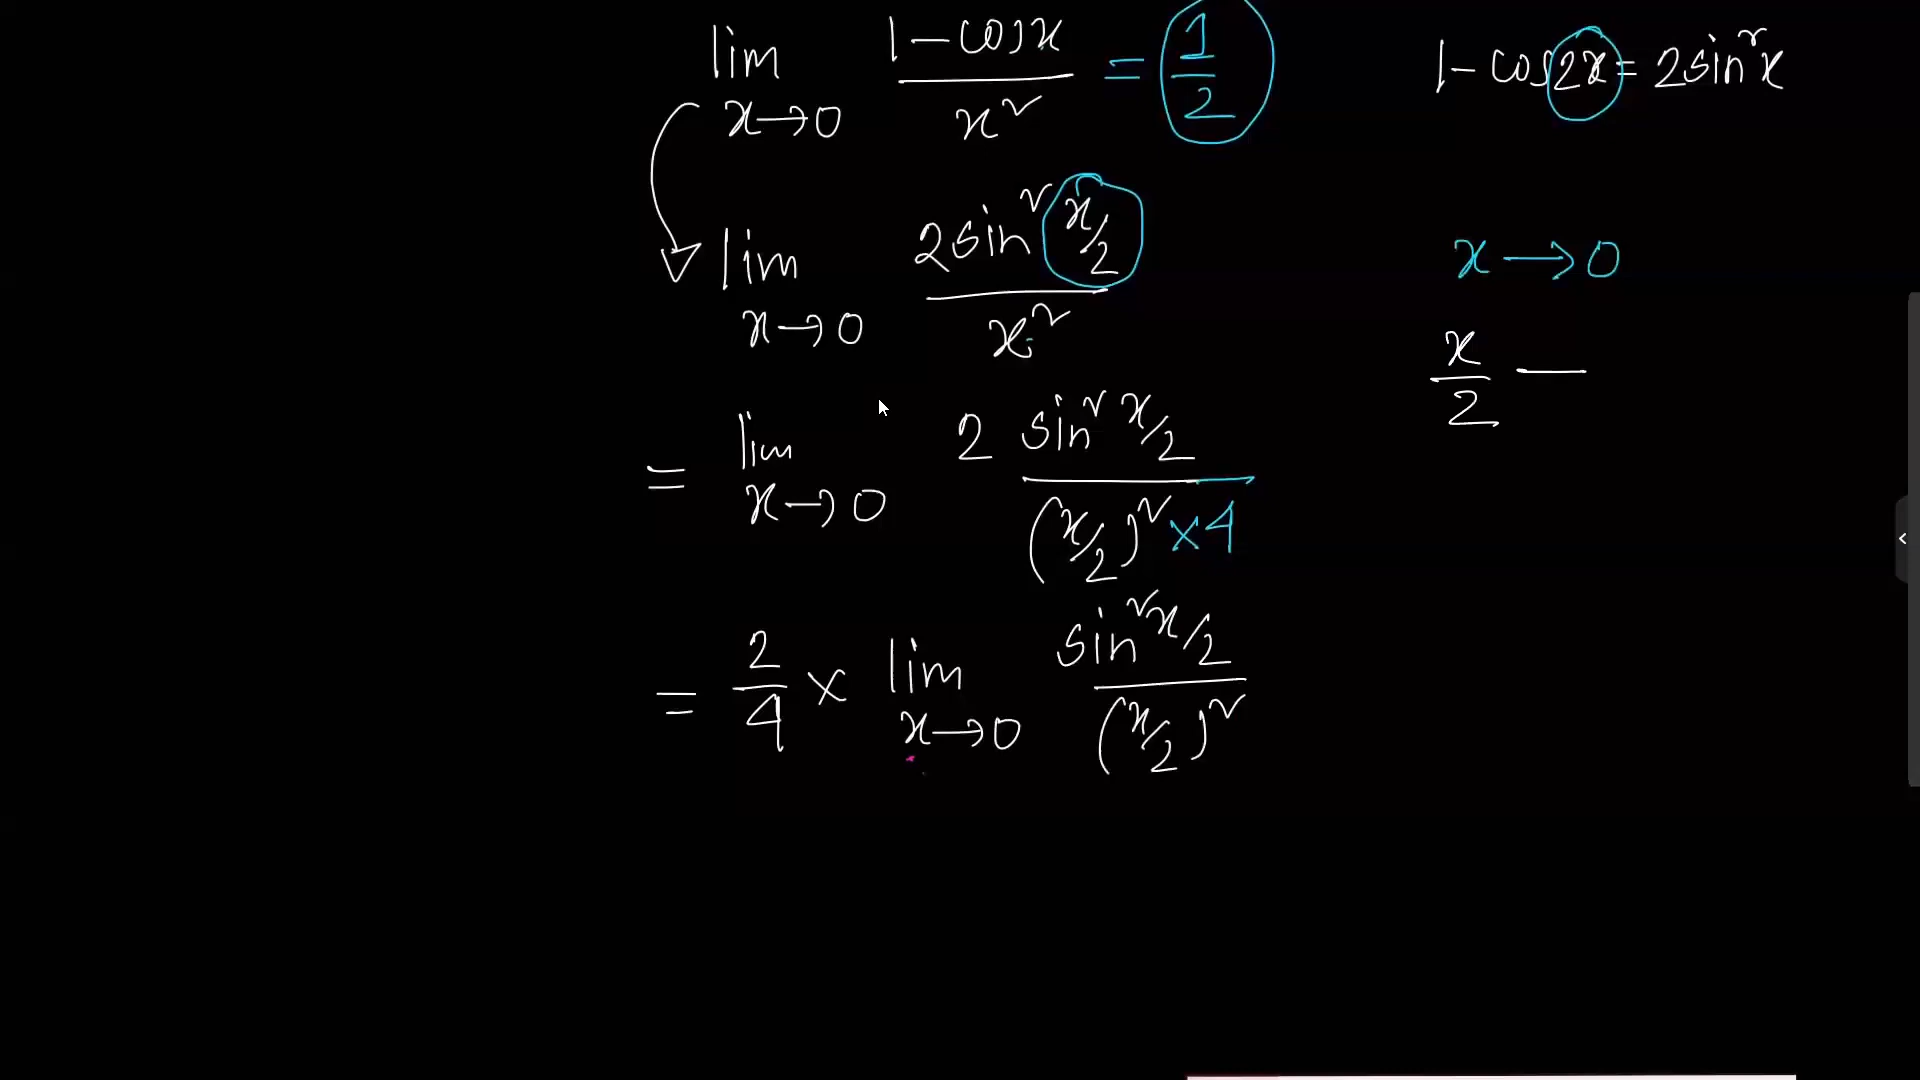 lim x→0 (1 - cos x)/x² = 1/2
1 - cos 2x = 2 sin² x
lim x→0 (2 sin² x/2)/x²
x → 0
x/2 —
= lim x→0 2 (sin² x/2)/((x/2)² × 4)
= 2/4 × lim x→0 (sin² x/2)/((x/2)²)